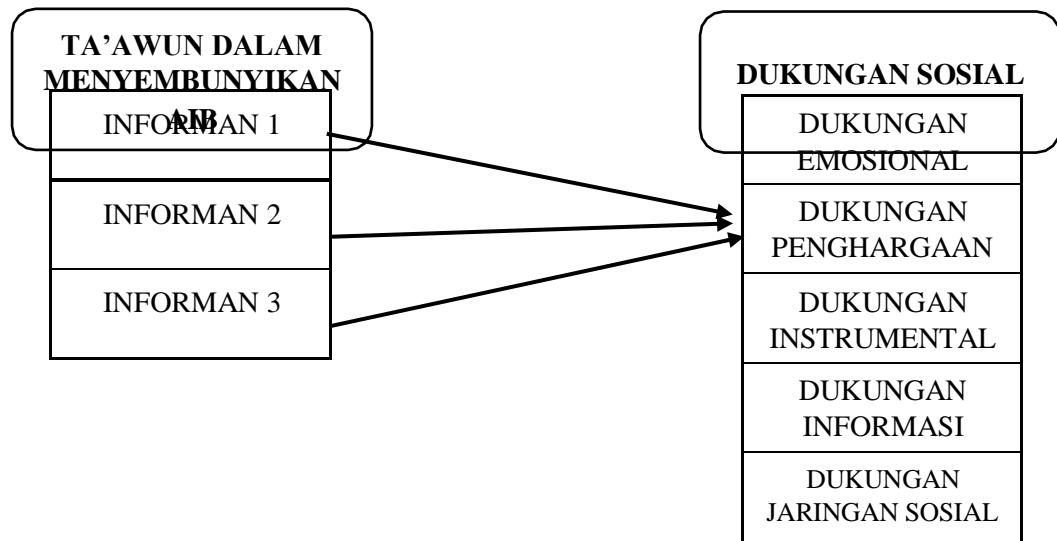 TA’AWUN DALAM
MENYEMBUNYIKAN
AIB
INFORMAN 1
INFORMAN 2
INFORMAN 3
DUKUNGAN SOSIAL
DUKUNGAN
EMOSIONAL
DUKUNGAN
PENGHARGAAN
DUKUNGAN
INSTRUMENTAL
DUKUNGAN
INFORMASI
DUKUNGAN
JARINGAN SOSIAL